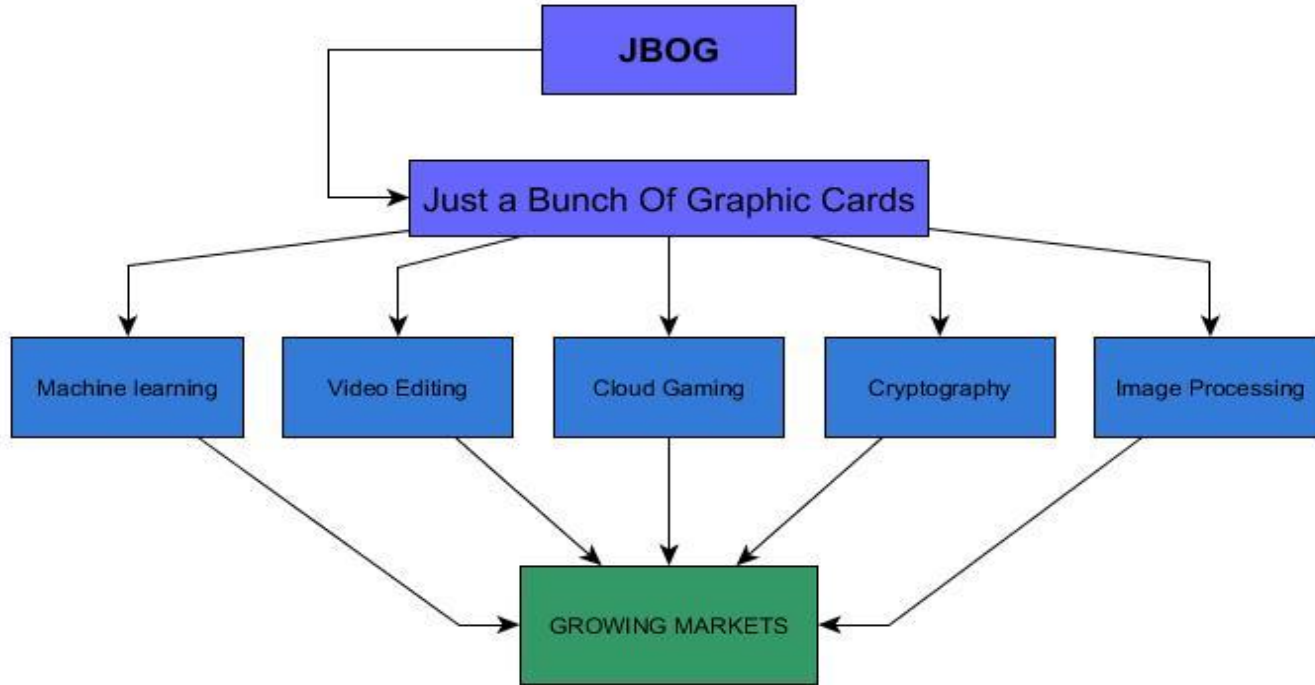 JBOG
Just a Bunch Of Graphic Cards
Machine learning
Video Editing
Cloud Gaming
Cryptography
Image Processing
GROWING MARKETS